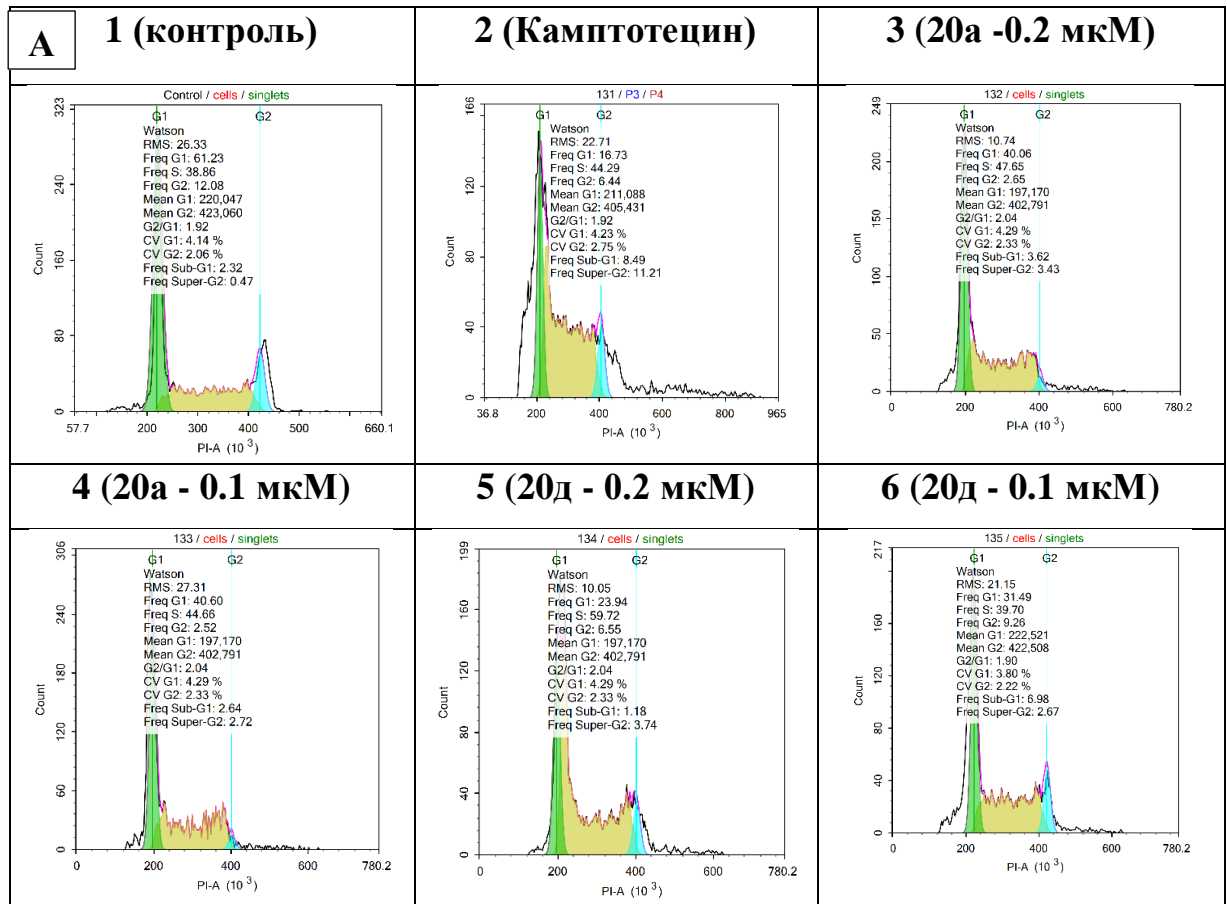 А
1 (контроль)
2 (Камптотецин)
3 (20а -0.2 мкМ)
Control / cells / singlets
323
240
160
80
0
Count
G1
G2
Watson
RMS: 26.33
Freq G1: 61.23
Freq S: 38.86
Freq G2: 12.08
Mean G1: 220,047
Mean G2: 423,060
G2/G1: 1.92
CV G1: 4.14 %
CV G2: 2.06 %
Freq Sub-G1: 2.32
Freq Super-G2: 0.47
57.7 200 300 400 500 660.1
PI-A (10 3)
131 / P3 / P4
166
120
80
40
0
Count
G1
G2
Watson
RMS: 22.71
Freq G1: 16.73
Freq S: 44.29
Freq G2: 6.44
Mean G1: 211,088
Mean G2: 405,431
G2/G1: 1.92
CV G1: 4.23 %
CV G2: 2.75 %
Freq Sub-G1: 8.49
Freq Super-G2: 11.21
36.8 200 400 600 965
PI-A (10 3)
132 / cells / singlets
249
200
150
100
50
0
Count
G1
G2
Watson
RMS: 10.74
Freq G1: 40.06
Freq S: 47.65
Freq G2: 2.65
Mean G1: 197,170
Mean G2: 402,791
G2/G1: 2.04
CV G1: 4.29 %
CV G2: 2.33 %
Freq Sub-G1: 3.62
Freq Super-G2: 3.43
0 200 400 600 780.2
PI-A (10 3)
4 (20а - 0.1 мкМ)
5 (20д - 0.2 мкМ)
6 (20д - 0.1 мкМ)
133 / cells / singlets
306
240
180
120
60
0
Count
G1
G2
Watson
RMS: 27.31
Freq G1: 40.60
Freq S: 44.66
Freq G2: 2.52
Mean G1: 197,170
Mean G2: 402,791
G2/G1: 2.04
CV G1: 4.29 %
CV G2: 2.33 %
Freq Sub-G1: 2.64
Freq Super-G2: 2.72
0 200 400 600 780.2
PI-A (10 3)
134 / cells / singlets
199
160
120
80
40
0
Count
G1
G2
Watson
RMS: 10.05
Freq G1: 23.94
Freq S: 59.72
Freq G2: 6.55
Mean G1: 197,170
Mean G2: 402,791
G2/G1: 2.04
CV G1: 4.29 %
CV G2: 2.33 %
Freq Sub-G1: 1.18
Freq Super-G2: 3.74
0 200 400 600 780.2
PI-A (10 3)
135 / cells / singlets
217
160
120
80
40
0
Count
G1
G2
Watson
RMS: 21.15
Freq G1: 31.49
Freq S: 39.70
Freq G2: 9.26
Mean G1: 222,521
Mean G2: 422,508
G2/G1: 1.90
CV G1: 3.80 %
CV G2: 2.22 %
Freq Sub-G1: 6.98
Freq Super-G2: 2.67
0 200 400 600 780.2
PI-A (10 3)